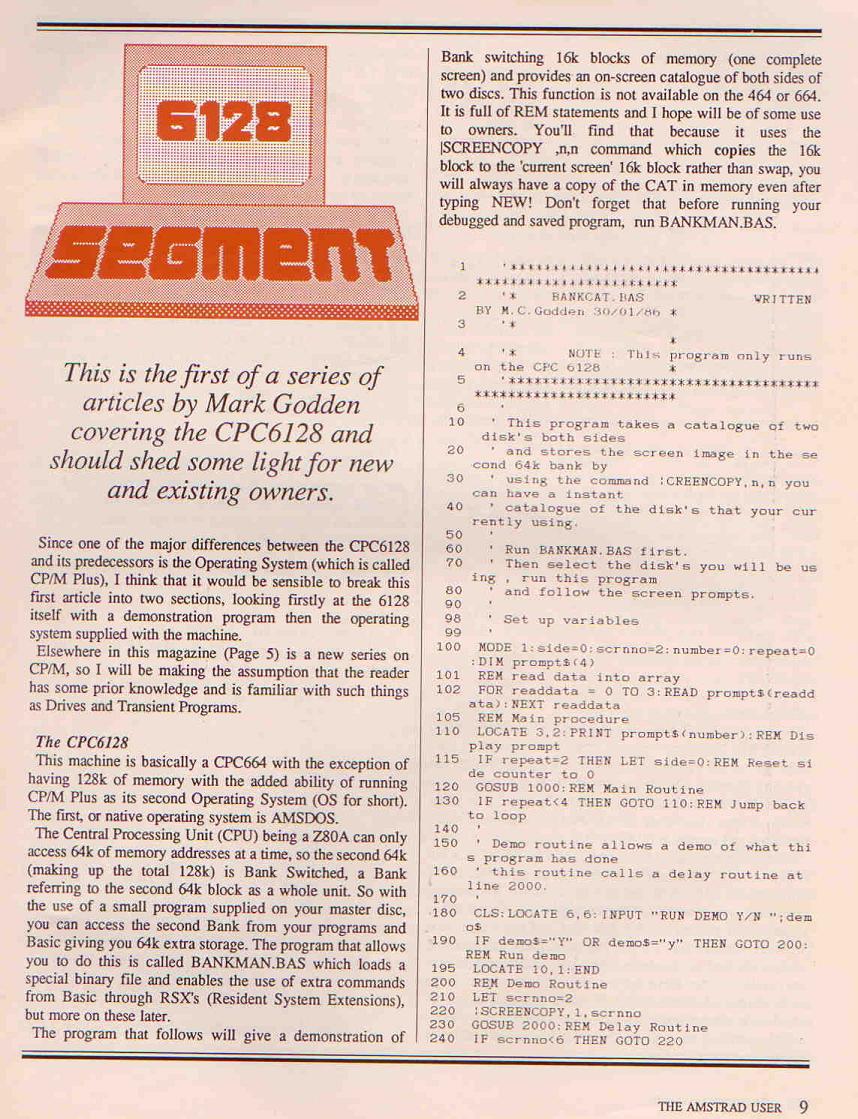 6128
SEGMENT
This is the first of a series of
articles by Mark Godden
covering the CPC6128 and
should shed some light for new
and existing owners.
Since one of the major differences between the CPC6128
and its predecessors is the Operating System (which is called
CP/M Plus), I think that it would be sensible to break this
first article into two sections, looking firstly at the 6128
itself with a demonstration program then the operating
system supplied with the machine.
Elsewhere in this magazine (Page 5) is a new series on
CP/M, so I will be making the assumption that the reader
has some prior knowledge and is familiar with such things
as Drives and Transient Programs.
The CPC6128
This machine is basically a CPC664 with the exception of
having 128k of memory with the added ability of running
CP/M Plus as its second Operating System (OS for short).
The first, or native operating system is AMSDOS.
The Central Processing Unit (CPU) being a Z80A can only
access 64k of memory addresses at a time, so the second 64k
(making up the total 128k) is Bank Switched, a Bank
referring to the second 64k block as a whole unit. So with
the use of a small program supplied on your master disc,
you can access the second Bank from your programs and
Basic giving you 64k extra storage. The program that allows
you to do this is called BANKMAN.BAS which loads a
special binary file and enables the use of extra commands
from Basic through RSX's (Resident System Extensions),
but more on these later.
The program that follows will give a demonstration of
Bank switching 16k blocks of memory (one complete
screen) and provides an on-screen catalogue of both sides of
two discs. This function is not available on the 464 or 664.
It is full of REM statements and I hope will be of some use
to owners. You'll find that because it uses the
|SCREENCOPY ,n,n command which copies the 16k
block to the 'current screen' 16k block rather than swap, you
will always have a copy of the CAT in memory even after
typing NEW! Don't forget that before running your
debugged and saved program, run BANKMAN.BAS.
1 '***********************************
***********************
2 '* BANKCAT.BAS WRITTEN
BY M.C.Godden 30/01/86 *
3 '*
*
4 '* NOTE : This program only runs
on the CPC 6128 *
5 '***********************************
***********************
6 '
10 ' This program takes a catalogue of two
disk's both sides
20 ' and stores the screen image in the se
cond 64k bank by
30 ' using the command :CREENCOPY,n,n you
can have a instant
40 ' catalogue of the disk's that your cur
rently using.
50 '
60 ' Run BANKMAN.BAS first.
70 ' Then select the disk's you will be us
ing , run this program
80 ' and follow the screen prompts.
90 '
98 ' Set up variables
99 '
100 MODE 1:side=0:scrnno=2:number=0:repeat=0
:DIM prompt$(4)
101 REM read data into array
102 FOR readdata = 0 TO 3:READ prompt$(readd
ata):NEXT readdata
105 REM Main procedure
110 LOCATE 3,2:PRINT prompt$(number):REM Dis
play prompt
115 IF repeat=2 THEN LET side=0:REM Reset si
de counter to 0
120 GOSUB 1000:REM Main Routine
130 IF repeat<4 THEN GOTO 110:REM Jump back
to loop
140 '
150 ' Demo routine allows a demo of what thi
s program has done
160 ' this routine calls a delay routine at
line 2000.
170 '
180 CLS:LOCATE 6,6:INPUT "RUN DEMO Y/N ";dem
o$
190 IF demo$="Y" OR demo$="y" THEN GOTO 200:
REM Run demo
195 LOCATE 10,1:END
200 REM Demo Routine
210 LET scrnno=2
220 :SCREENCOPY,1,scrnno
230 GOSUB 2000:REM Delay Routine
240 IF scrnno<6 THEN GOTO 220
THE AMSTRAD USER 9